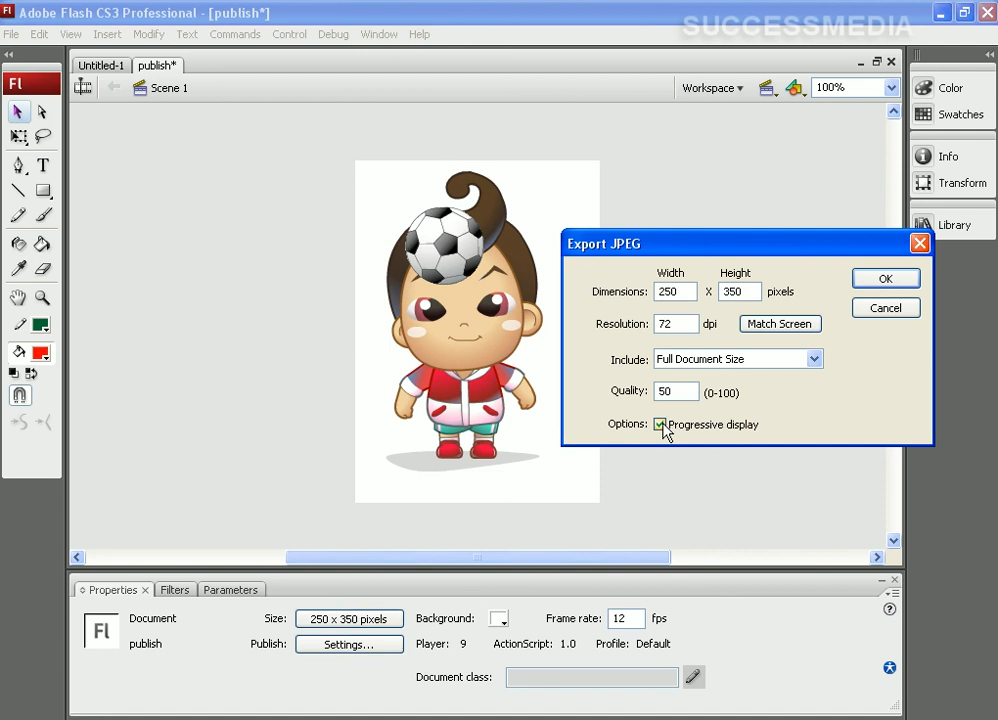 Fl Adobe Flash CS3 Professional - [publish*]
SUCCESSMEDIA
File Edit View Insert Modify Text Commands Control Debug Window Help
Untitled-1 publish*
Fl
Scene 1
Workspace 100%
Color
Swatches
Info
Transform
Library
T
Export JPEG
Width Height
Dimensions: 250 X 350 pixels
OK
Cancel
Resolution: 72 dpi Match Screen
Include: Full Document Size
Quality: 50 (0-100)
Options: Progressive display
Properties Filters Parameters
Fl
Document Size: 250 x 350 pixels Background: Frame rate: 12 fps
publish Publish: Settings... Player: 9 ActionScript: 1.0 Profile: Default
Document class: